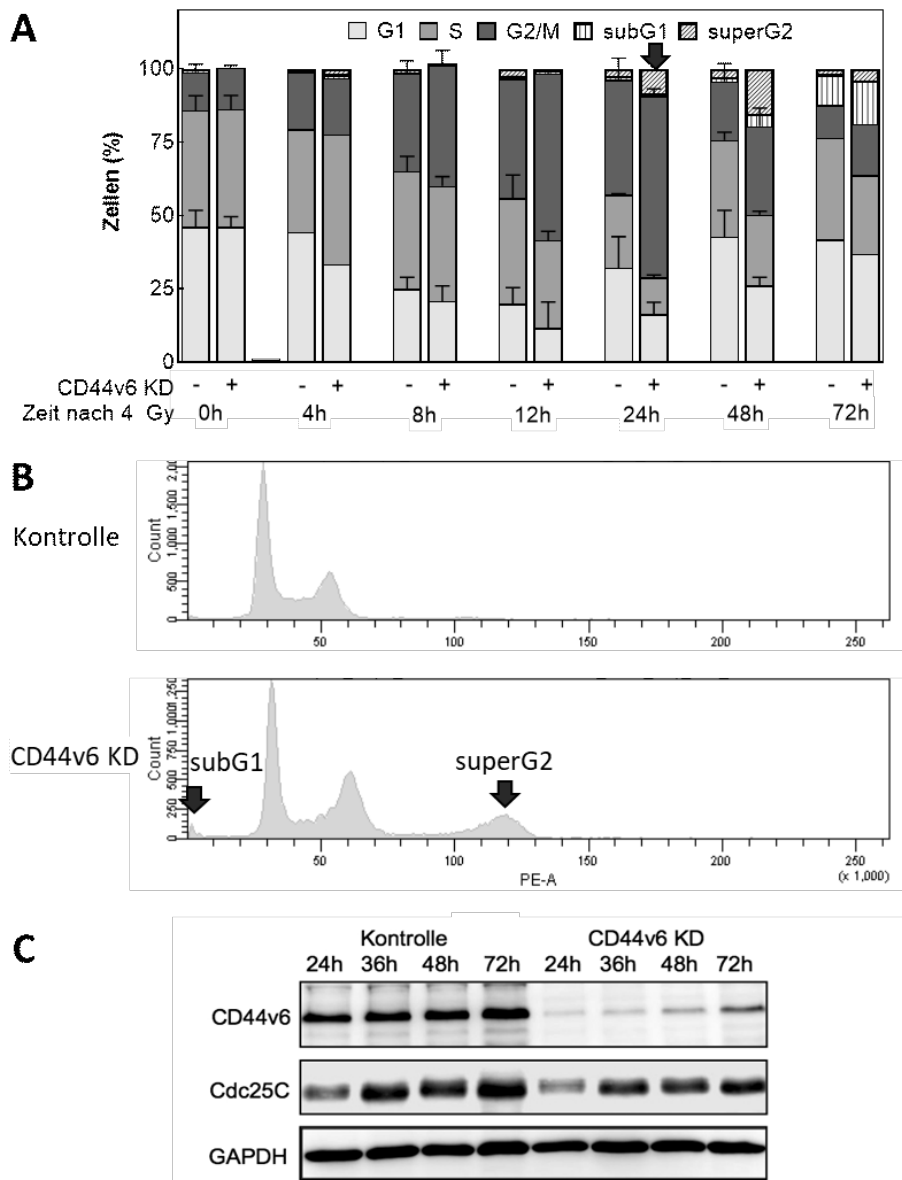 A
G1 S G2/M subG1 superG2
Zellen (%)
100
75
50
25
0
CD44v6 KD - + - + - + - + - + - + - +
Zeit nach 4 Gy 0h 4h 8h 12h 24h 48h 72h
B
Kontrolle
Count
1.500
1.000
500
0
50 100 150 200 250
CD44v6 KD
subG1
superG2
Count
1.250
1.000
750
500
250
0
50 100 150 200 250
PE-A
(x 1,000)
C
Kontrolle CD44v6 KD
24h 36h 48h 72h 24h 36h 48h 72h
CD44v6
Cdc25C
GAPDH